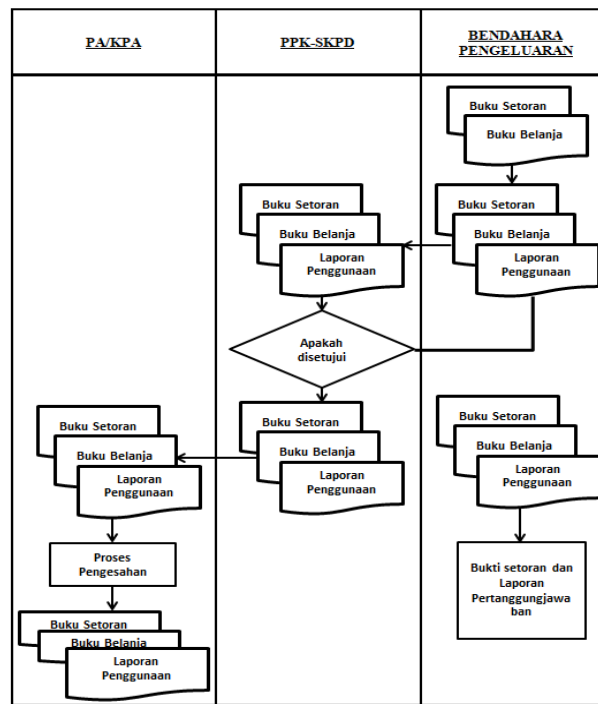 PA/KPA
PPK-SKPD
BENDAHARA
PENGELUARAN
Buku Setoran
Buku Belanja
Buku Setoran
Buku Belanja
Laporan
Penggunaan
Buku Setoran
Buku Belanja
Laporan
Penggunaan
Apakah
disetujui
Buku Setoran
Buku Belanja
Laporan
Penggunaan
Buku Setoran
Buku Belanja
Laporan
Penggunaan
Proses
Pengesahan
Buku Setoran
Buku Belanja
Laporan
Penggunaan
Buku Setoran
Buku Belanja
Laporan
Penggunaan
Bukti setoran dan
Laporan
Pertanggungjawa
ban